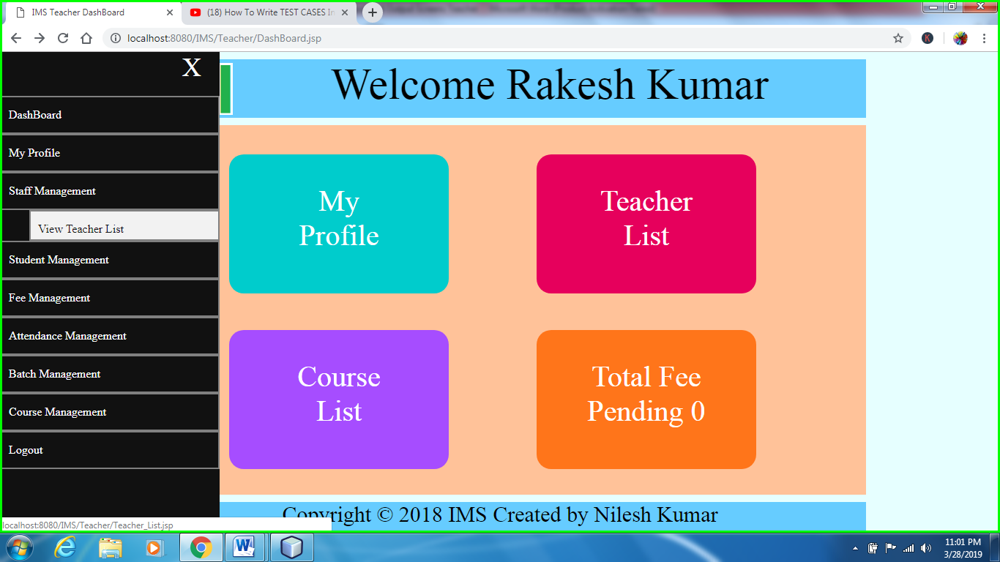 IMS Teacher DashBoard
(18) How To Write TEST CASES In
localhost:8080/IMS/Teacher/DashBoard.jsp
K
X
DashBoard
My Profile
Staff Management
View Teacher List
Student Management
Fee Management
Attendance Management
Batch Management
Course Management
Logout
Welcome Rakesh Kumar
My
Profile
Teacher
List
Course
List
Total Fee
Pending 0
Copyright © 2018 IMS Created by Nilesh Kumar
localhost:8080/IMS/Teacher/Teacher_List.jsp
11:01 PM
3/28/2019